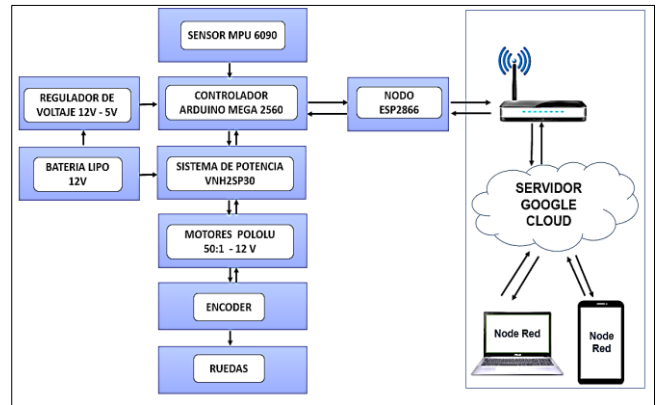 SENSOR MPU 6090
REGULADOR DE
VOLTAJE 12V - 5V
CONTROLADOR
ARDUINO MEGA 2560
NODO
ESP2866
BATERIA LIPO
12V
SISTEMA DE POTENCIA
VNH2SP30
SERVIDOR
GOOGLE
CLOUD
MOTORES POLOLU
50:1 - 12 V
ENCODER
RUEDAS
Node Red
Node
Red